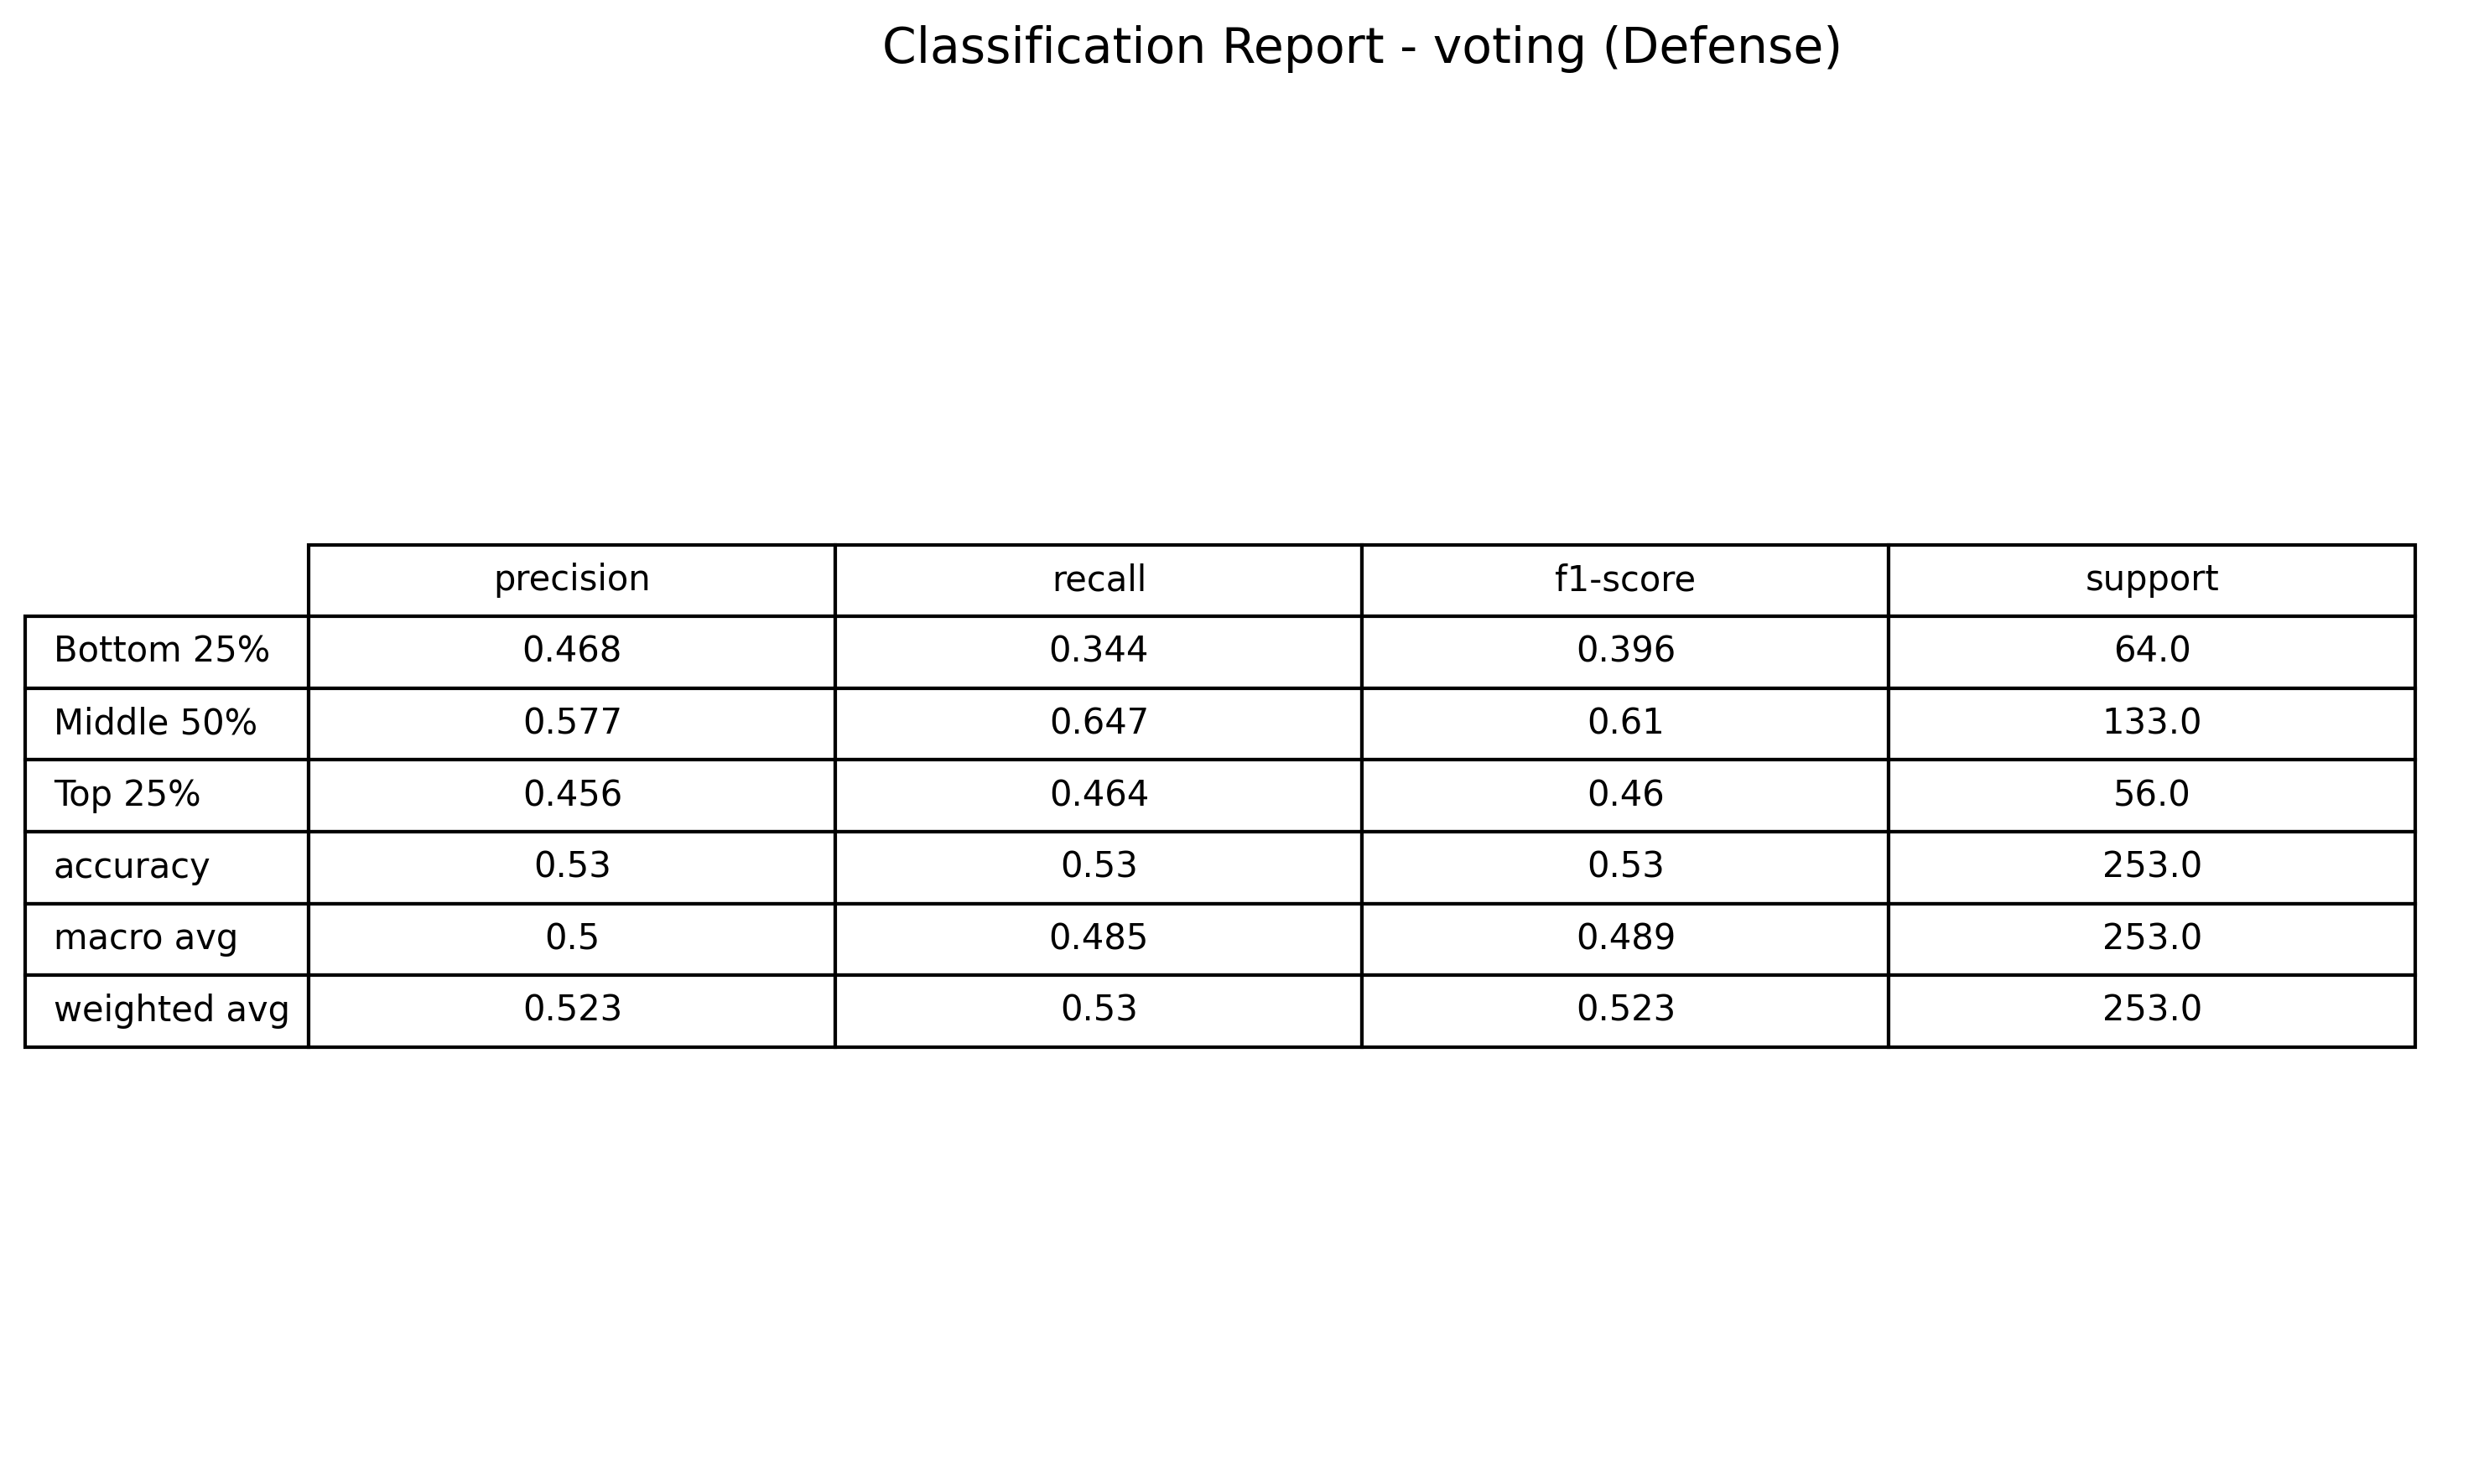 Classification Report - voting (Defense)
precision recall f1-score support
Bottom 25% 0.468 0.344 0.396 64.0
Middle 50% 0.577 0.647 0.61 133.0
Top 25% 0.456 0.464 0.46 56.0
accuracy 0.53 0.53 0.53 253.0
macro avg 0.5 0.485 0.489 253.0
weighted avg 0.523 0.53 0.523 253.0